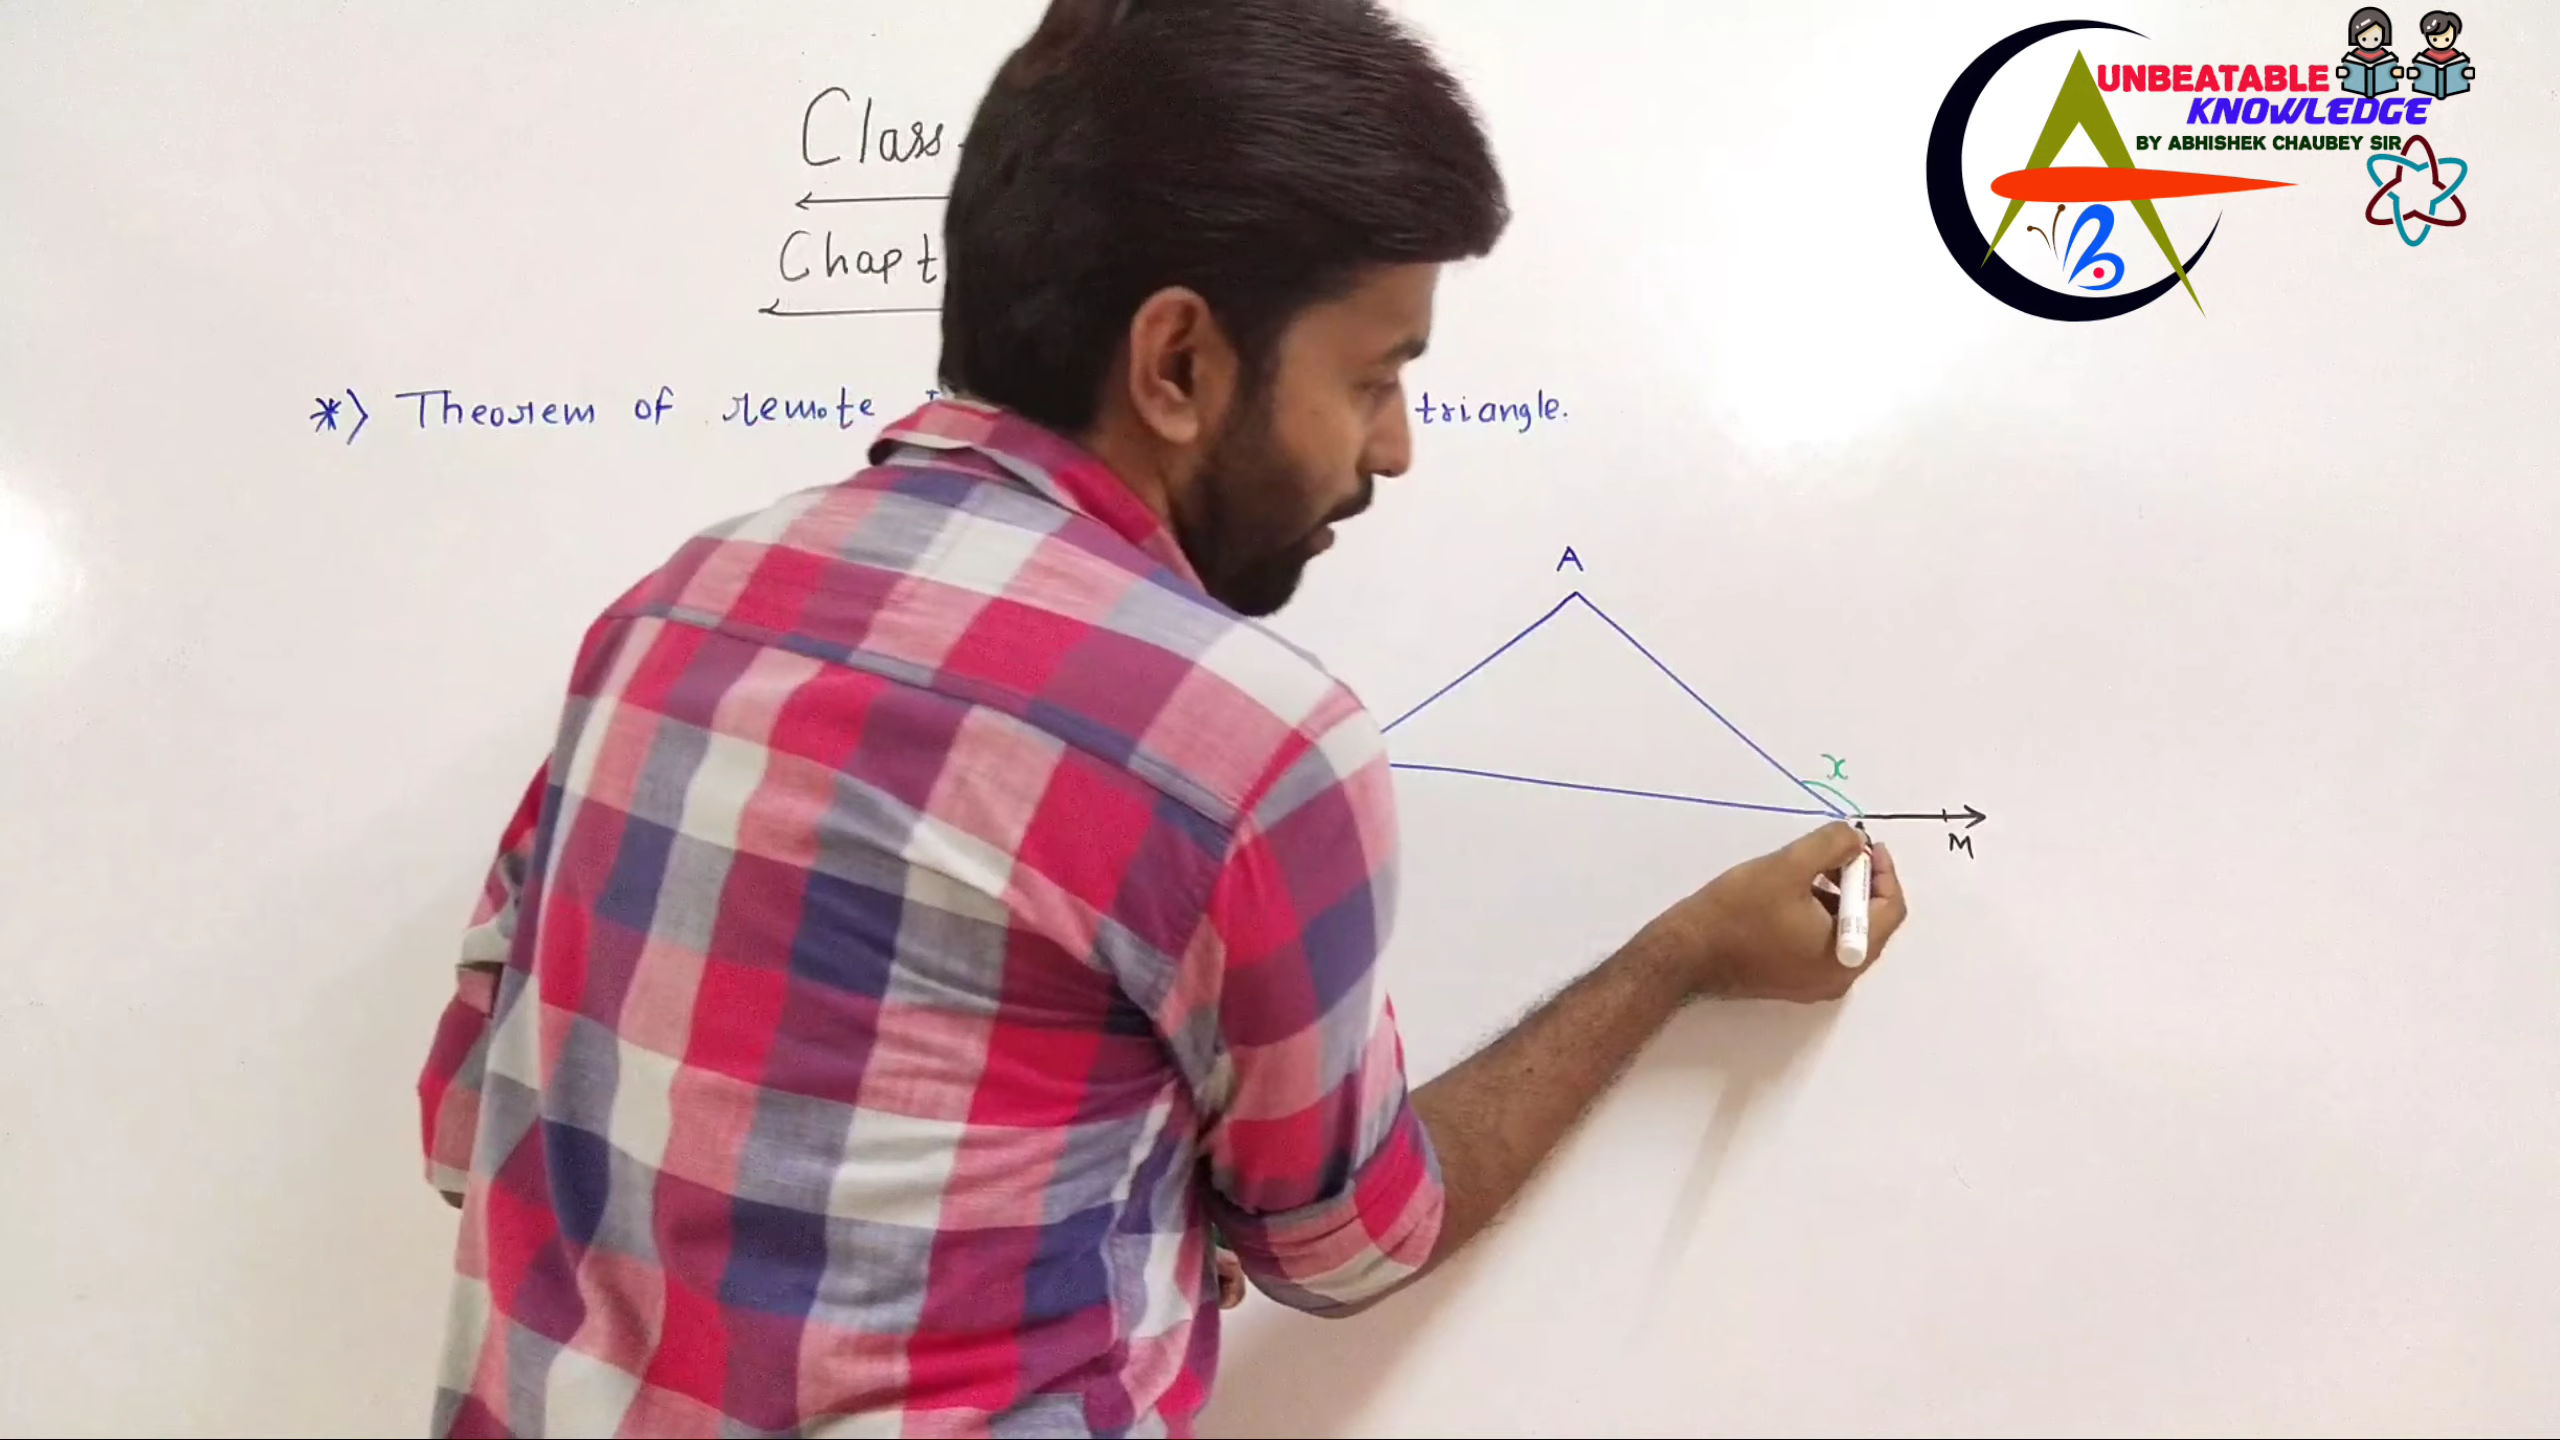 Class
Chapt
*) Theorem of remote triangle.
A
x
M
UNBEATABLE
KNOWLEDGE
BY ABHISHEK CHAUBEY SIR